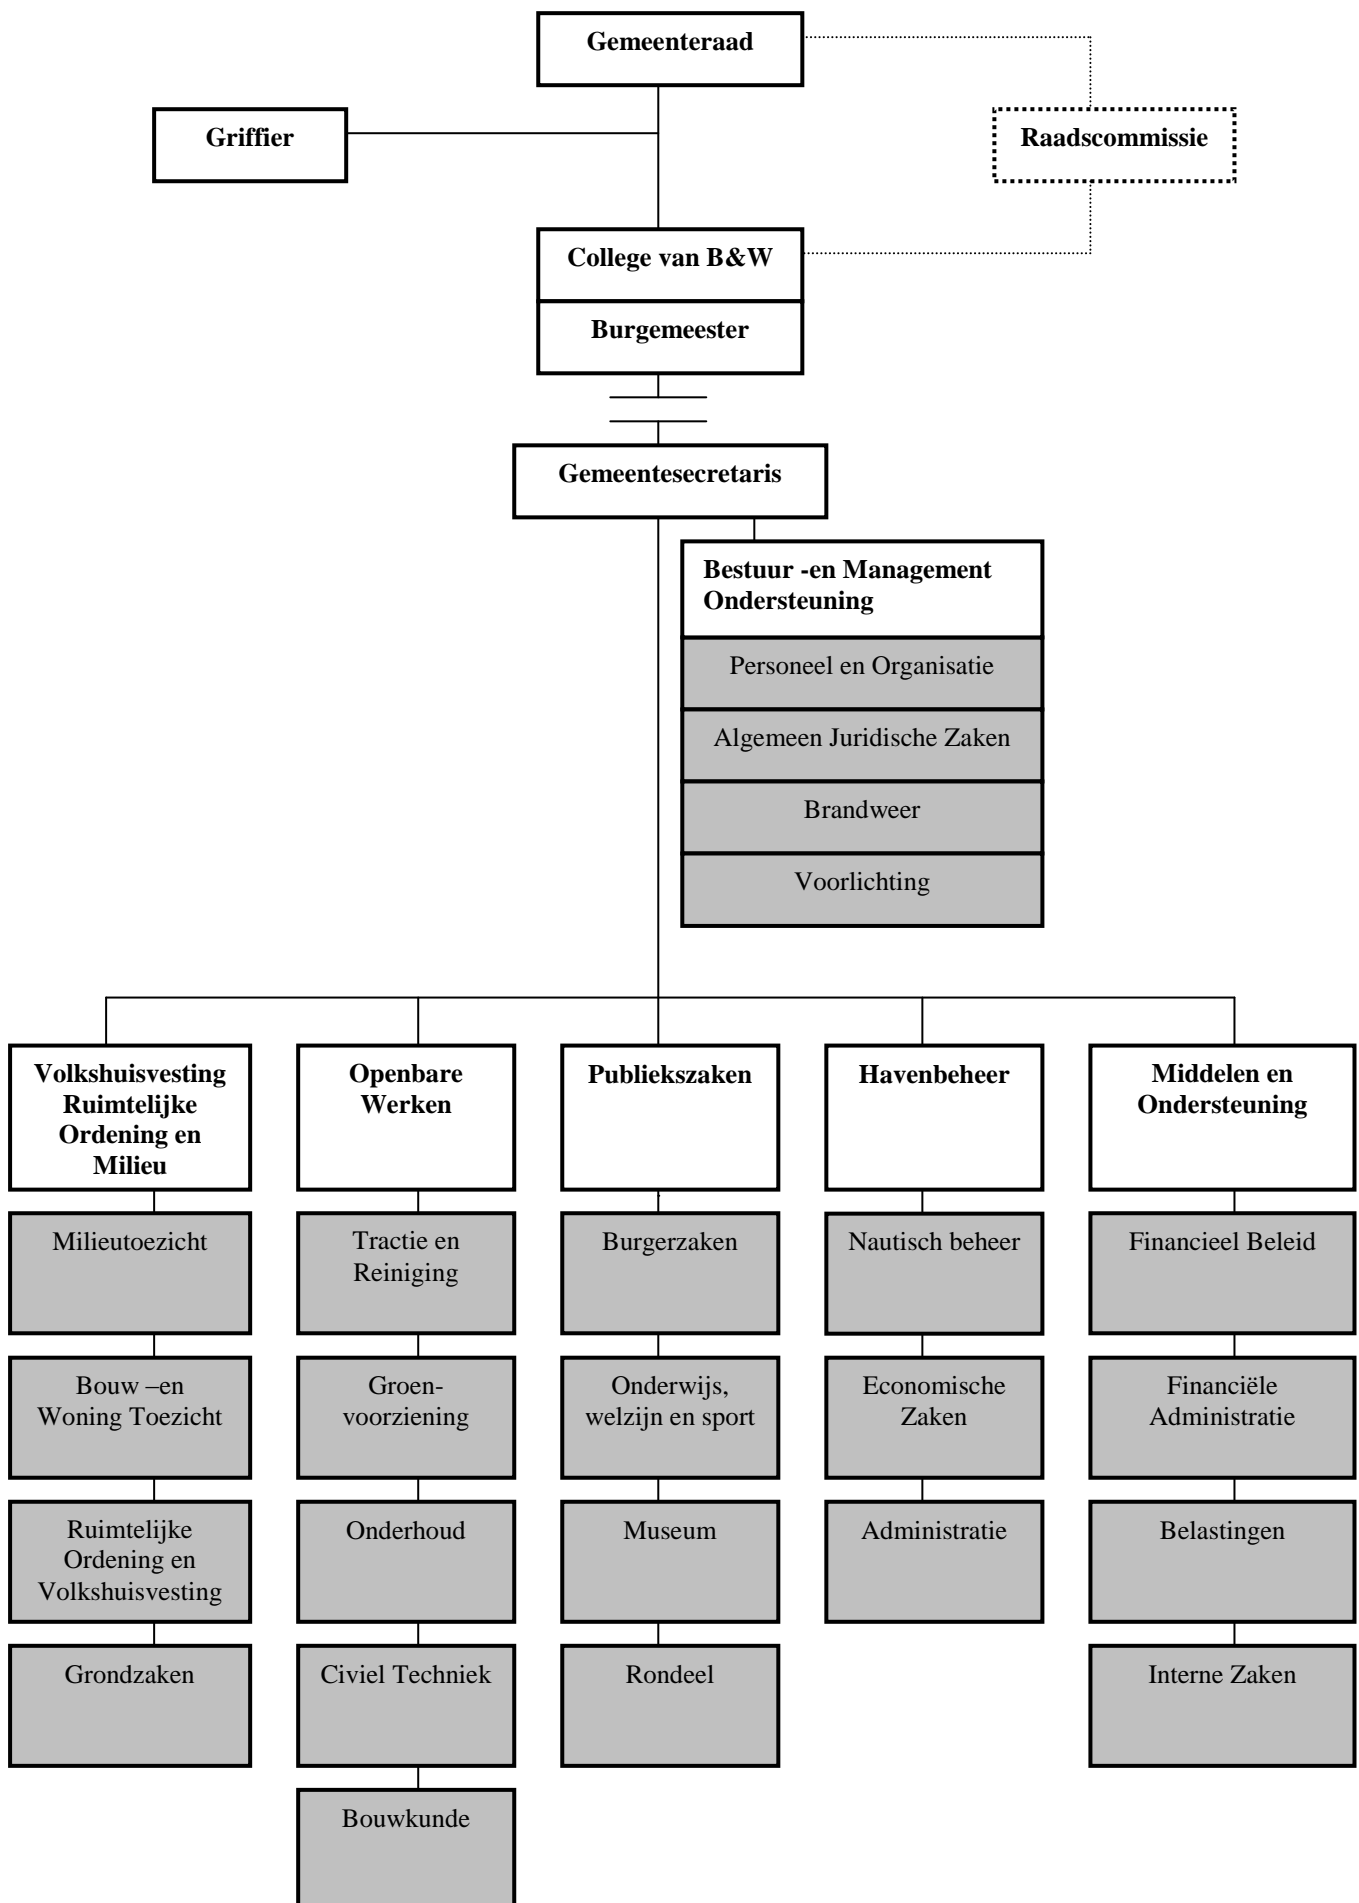 Gemeenteraad
Griffier
Raadscommissie
College van B&W
Burgemeester
Gemeentesecretaris
Bestuur -en Management
Ondersteuning
Personeel en Organisatie
Algemeen Juridische Zaken
Brandweer
Voorlichting
Volkshuisvesting
Ruimtelijke
Ordening en
Milieu
Openbare
Werken
Publiekszaken
Havenbeheer
Middelen en
Ondersteuning
Milieutoezicht
Tractie en
Reiniging
Burgerzaken
Nautisch beheer
Financieel Beleid
Bouw –en
Woning Toezicht
Groen-
voorziening
Onderwijs,
welzijn en sport
Economische
Zaken
Financiële
Administratie
Ruimtelijke
Ordening en
Volkshuisvesting
Onderhoud
Museum
Administratie
Belastingen
Grondzaken
Civiel Techniek
Rondeel
Interne Zaken
Bouwkunde